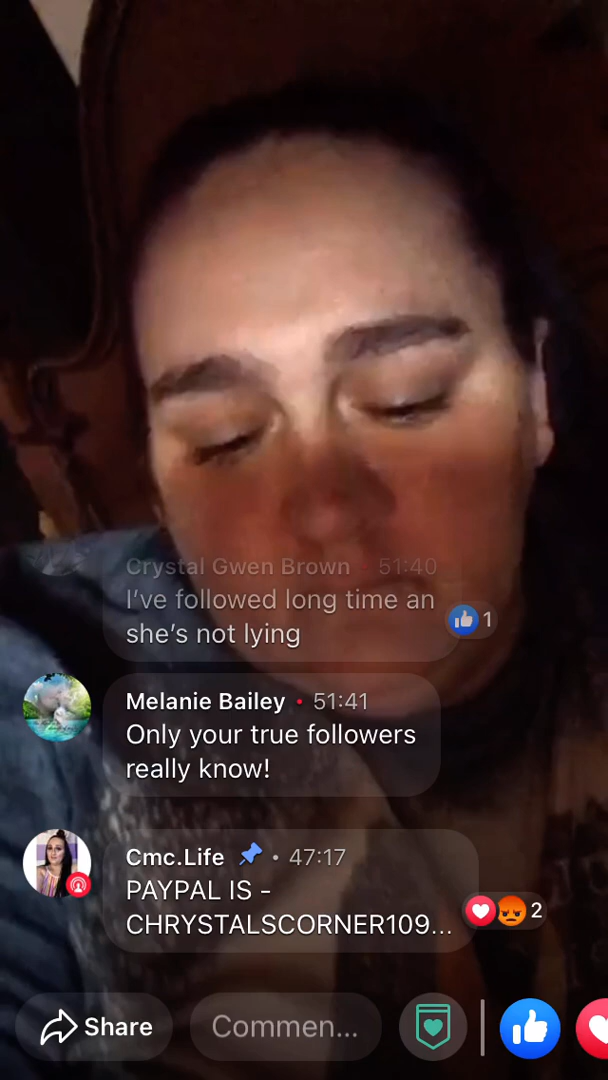 Crystal Gwen Brown • 51:40
I’ve followed long time an
she’s not lying
1
Melanie Bailey • 51:41
Only your true followers
really know!
Cmc.Life • 47:17
PAYPAL IS -
CHRYSTALSCORNER109...
2
Share
Commen...